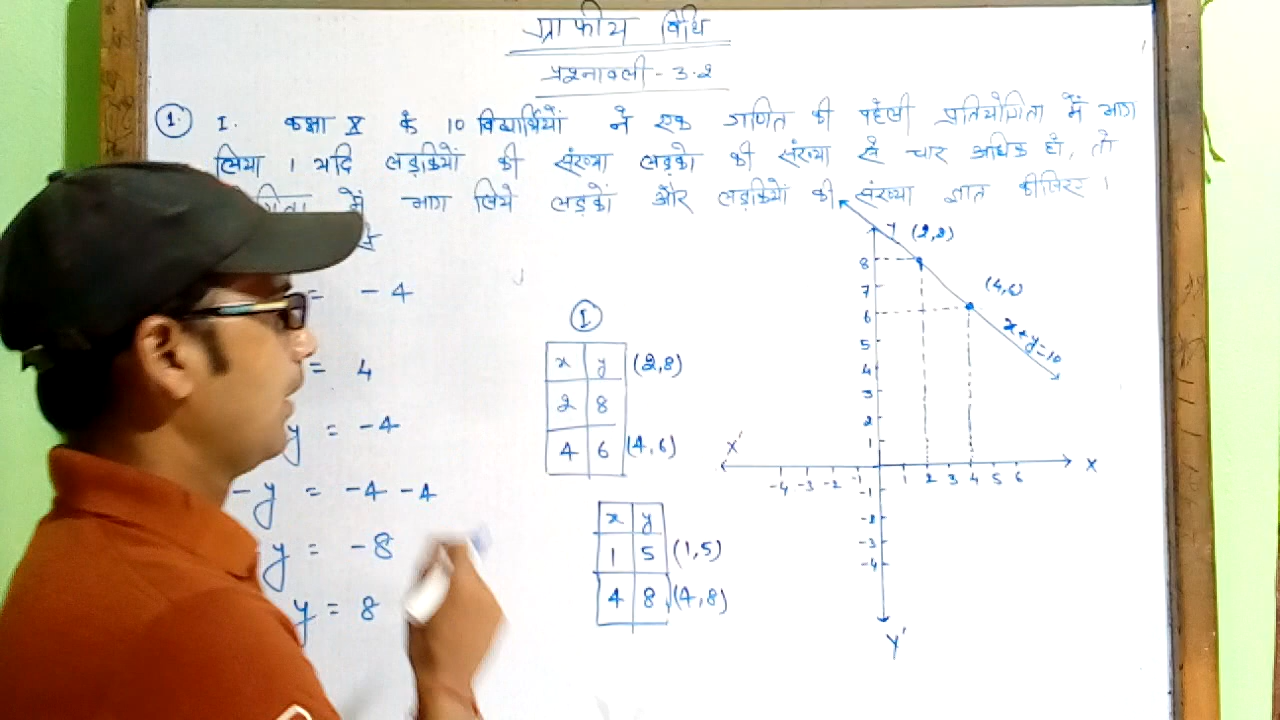 ग्राफीय विधि
प्रश्नावली - 3.2
1. I. कक्षा X के 10 विद्यार्थियों ने एक गणित की पहेली प्रतियोगिता में भाग
लिया । यदि लड़कियों की संख्या लड़को की संख्या से चार अधिक हो, तो
में भाग लिये लड़कों और लड़कियों की संख्या ज्ञात कीजिए ।
= -4
= 4
y = -4
- y = -4 -4
y = -8
y = 8
I
x y (2,8)
2 8
4 6 (4,6)
x y
1 5 (1,5)
4 8 (4,8)
y (2,8)
(4,6)
x+y=10
8
7
6
5
4
3
2
1
X' X
-4 -3 -2 -1 1 2 3 4 5 6
-1
-2
-3
-4
Y'